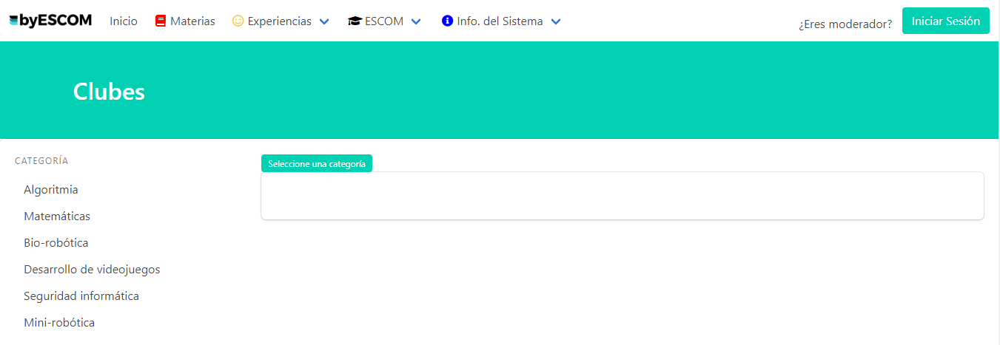 byESCOM Inicio Materias Experiencias ESCOM Info. del Sistema ¿Eres moderador? Iniciar Sesión
Clubes
CATEGORÍA
Algoritmia
Matemáticas
Bio-robótica
Desarrollo de videojuegos
Seguridad informática
Mini-robótica
Seleccione una categoría